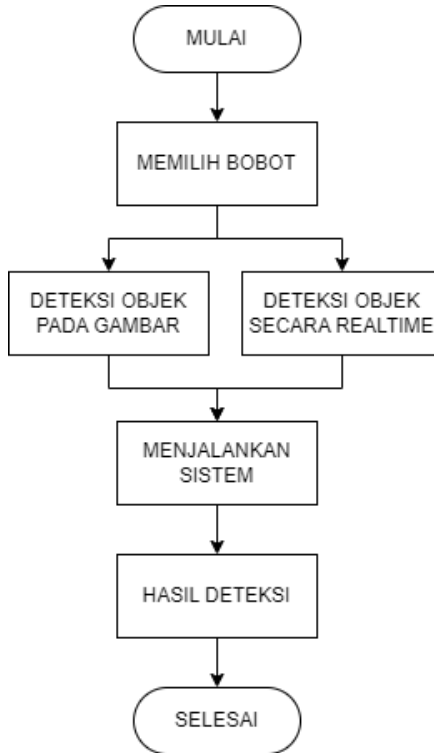 MULAI
MEMILIH BOBOT
DETEKSI OBJEK
PADA GAMBAR
DETEKSI OBJEK
SECARA REALTIME
MENJALANKAN
SISTEM
HASIL DETEKSI
SELESAI